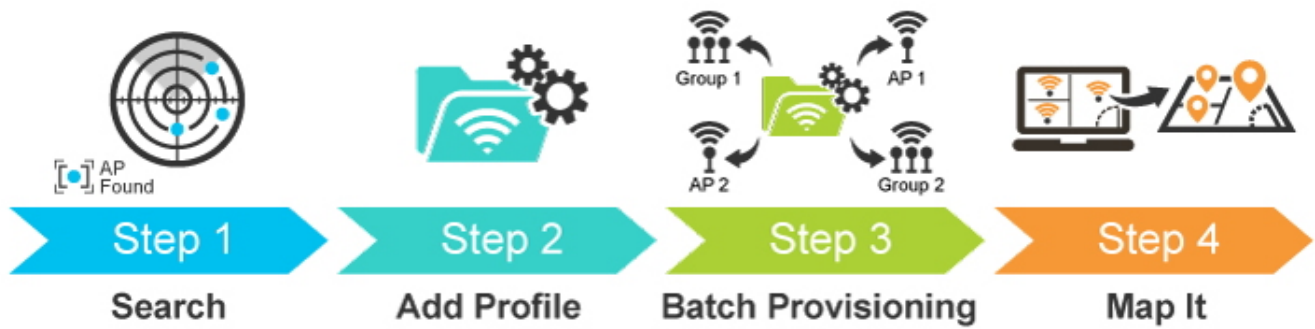 AP
Found
Group 1
AP 1
AP 2
Group 2
Step 1
Step 2
Step 3
Step 4
Search
Add Profile
Batch Provisioning
Map It